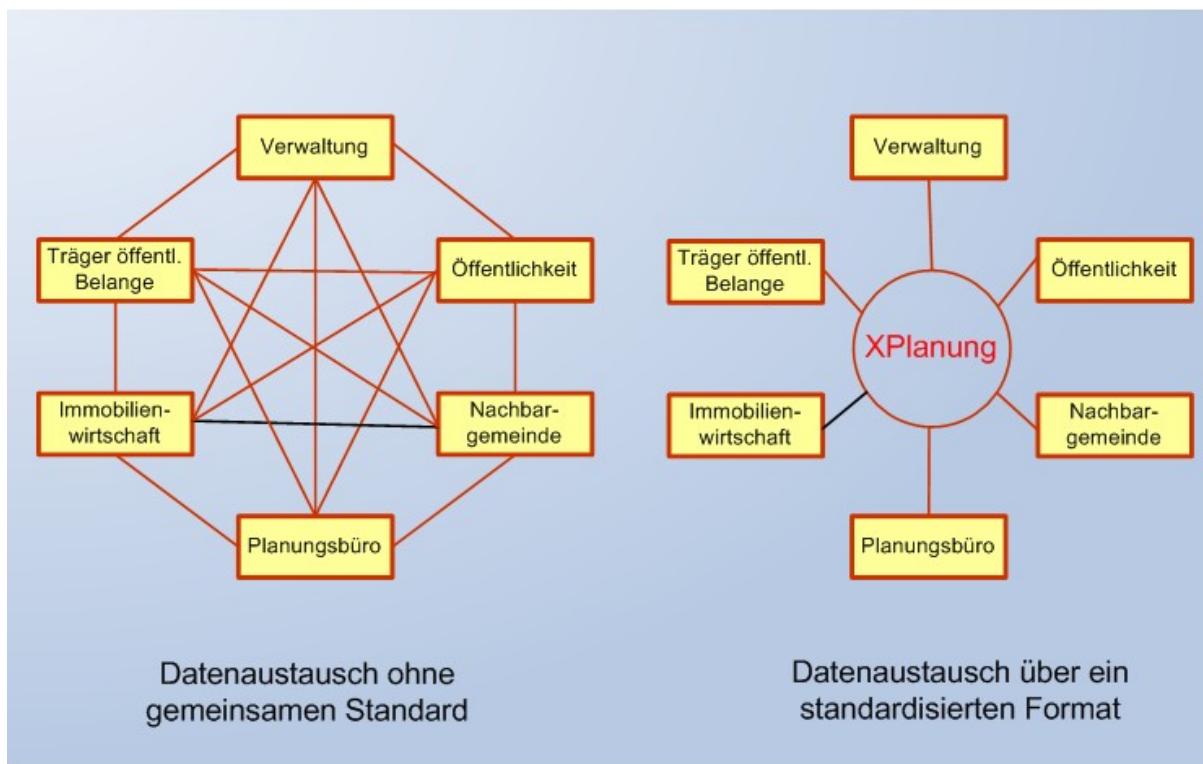 Verwaltung
Träger öffentl.
Belange
Öffentlichkeit
Immobilien-
wirtschaft
Nachbar-
gemeinde
Planungsbüro
Datenaustausch ohne
gemeinsamen Standard
Verwaltung
Träger öffentl.
Belange
Öffentlichkeit
XPlanung
Immobilien-
wirtschaft
Nachbar-
gemeinde
Planungsbüro
Datenaustausch über ein
standardisierten Format